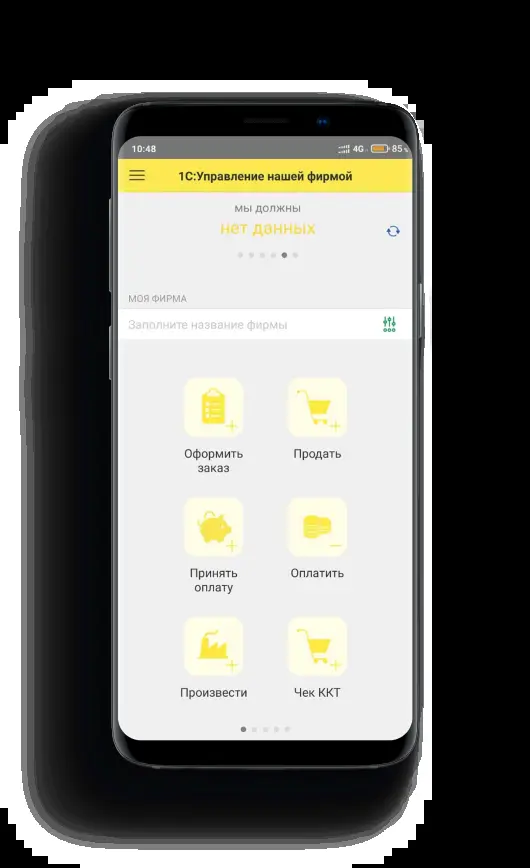 10:48
4G
85
1С:Управление нашей фирмой
мы должны
нет данных
МОЯ ФИРМА
Заполните название фирмы
Оформить
заказ
Продать
Принять
оплату
Оплатить
Произвести
Чек ККТ